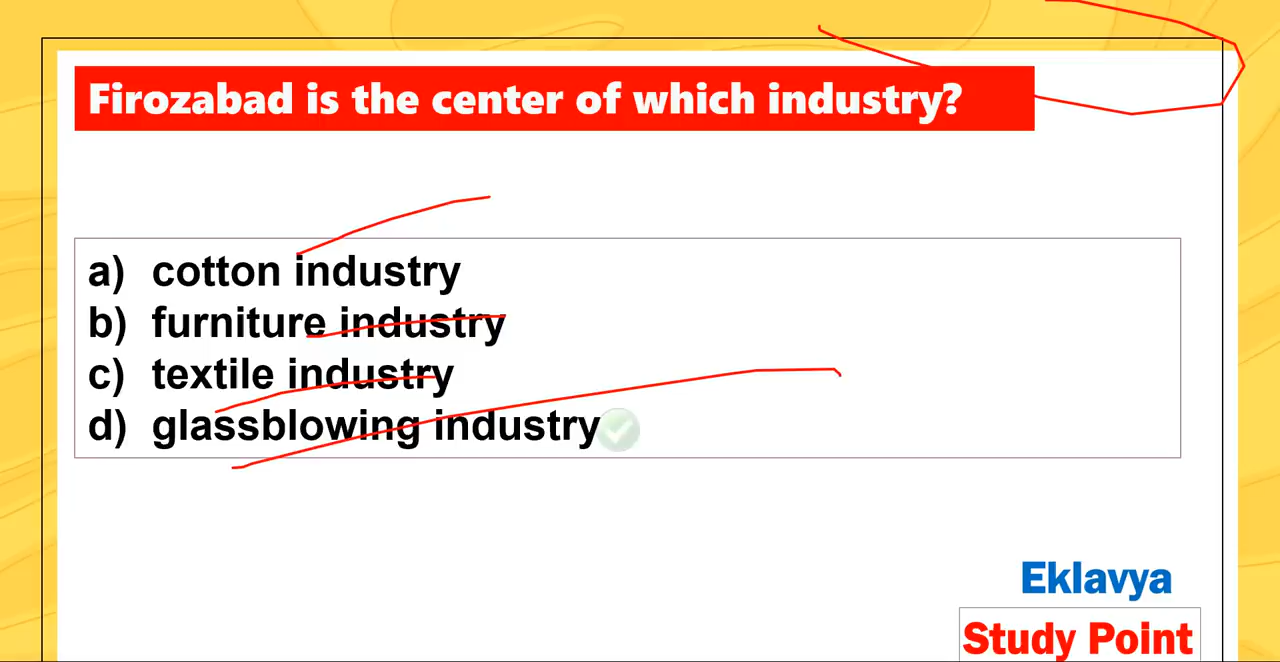 Firozabad is the center of which industry?
a) cotton industry
b) furniture industry
c) textile industry
d) glassblowing industry
Eklavya
Study Point